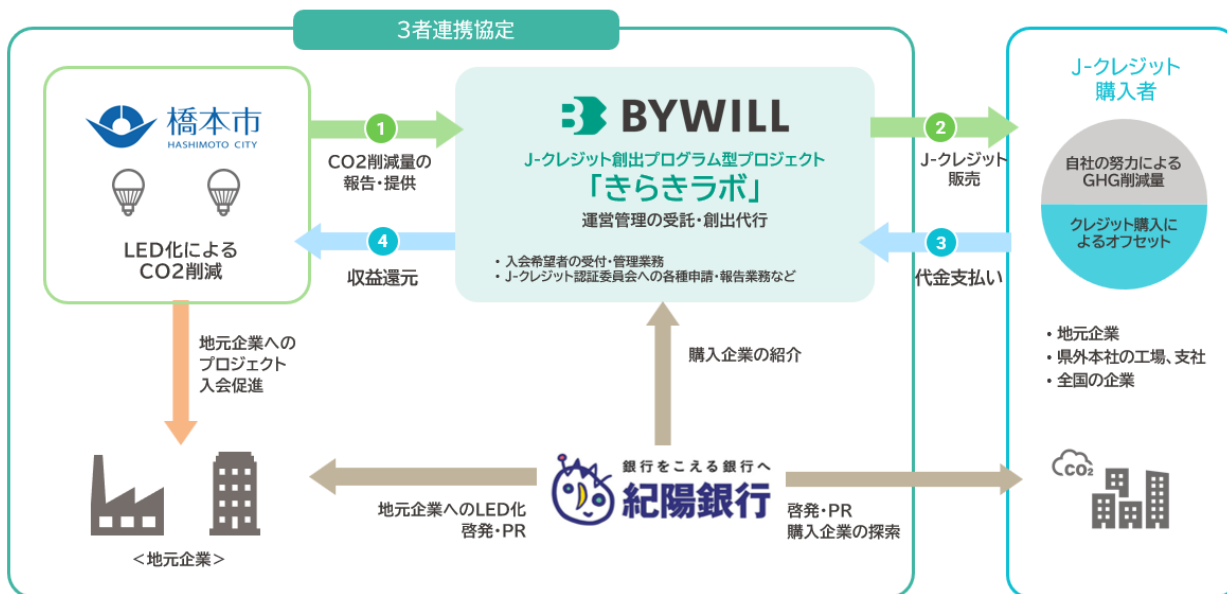 3者連携協定
橋本市
HASHIMOTO CITY
LED化による
CO2削減
1
CO2削減量の
報告・提供
4
収益還元
BYWILL
J-クレジット創出プログラム型プロジェクト
「きらきラボ」
運営管理の受託・創出代行
・入会希望者の受付・管理業務
・J-クレジット認証委員会への各種申請・報告業務など
2
J-クレジット
販売
3
代金支払い
J-クレジット
購入者
自社の努力による
GHG削減量
クレジット購入に
よるオフセット
・地元企業
・県外本社の工場、支社
・全国の企業
地元企業への
プロジェクト
入会促進
購入企業の紹介
<地元企業>
地元企業へのLED化
啓発・PR
銀行をこえる銀行へ
紀陽銀行
啓発・PR
購入企業の探索
CO2